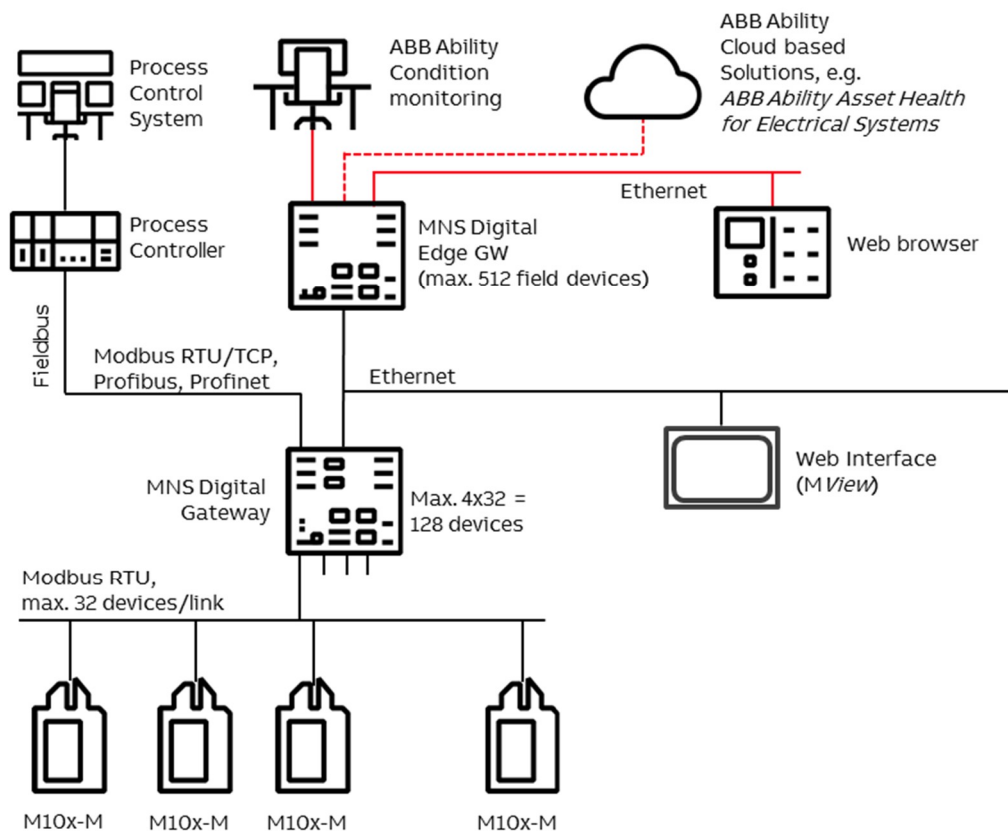 Process
Control
System
ABB Ability
Condition
monitoring
ABB Ability
Cloud based
Solutions, e.g.
ABB Ability Asset Health
for Electrical Systems
Ethernet
Process
Controller
MNS Digital
Edge GW
(max. 512 field devices)
Web browser
Fieldbus
Modbus RTU/TCP,
Profibus, Profinet
Ethernet
MNS Digital
Gateway
Max. 4x32 =
128 devices
Web Interface
(MView)
Modbus RTU,
max. 32 devices/link
M10x-M
M10x-M
M10x-M
M10x-M